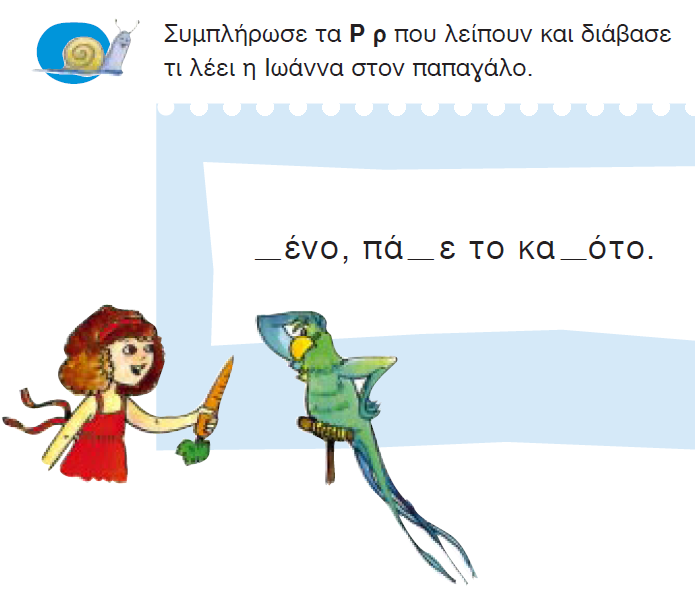 Συμπλήρωσε τα Ρ ρ που λείπουν και διάβασε
τι λέει η Ιωάννα στον παπαγάλο.
_ένο, πά_ε το κα_ότο.